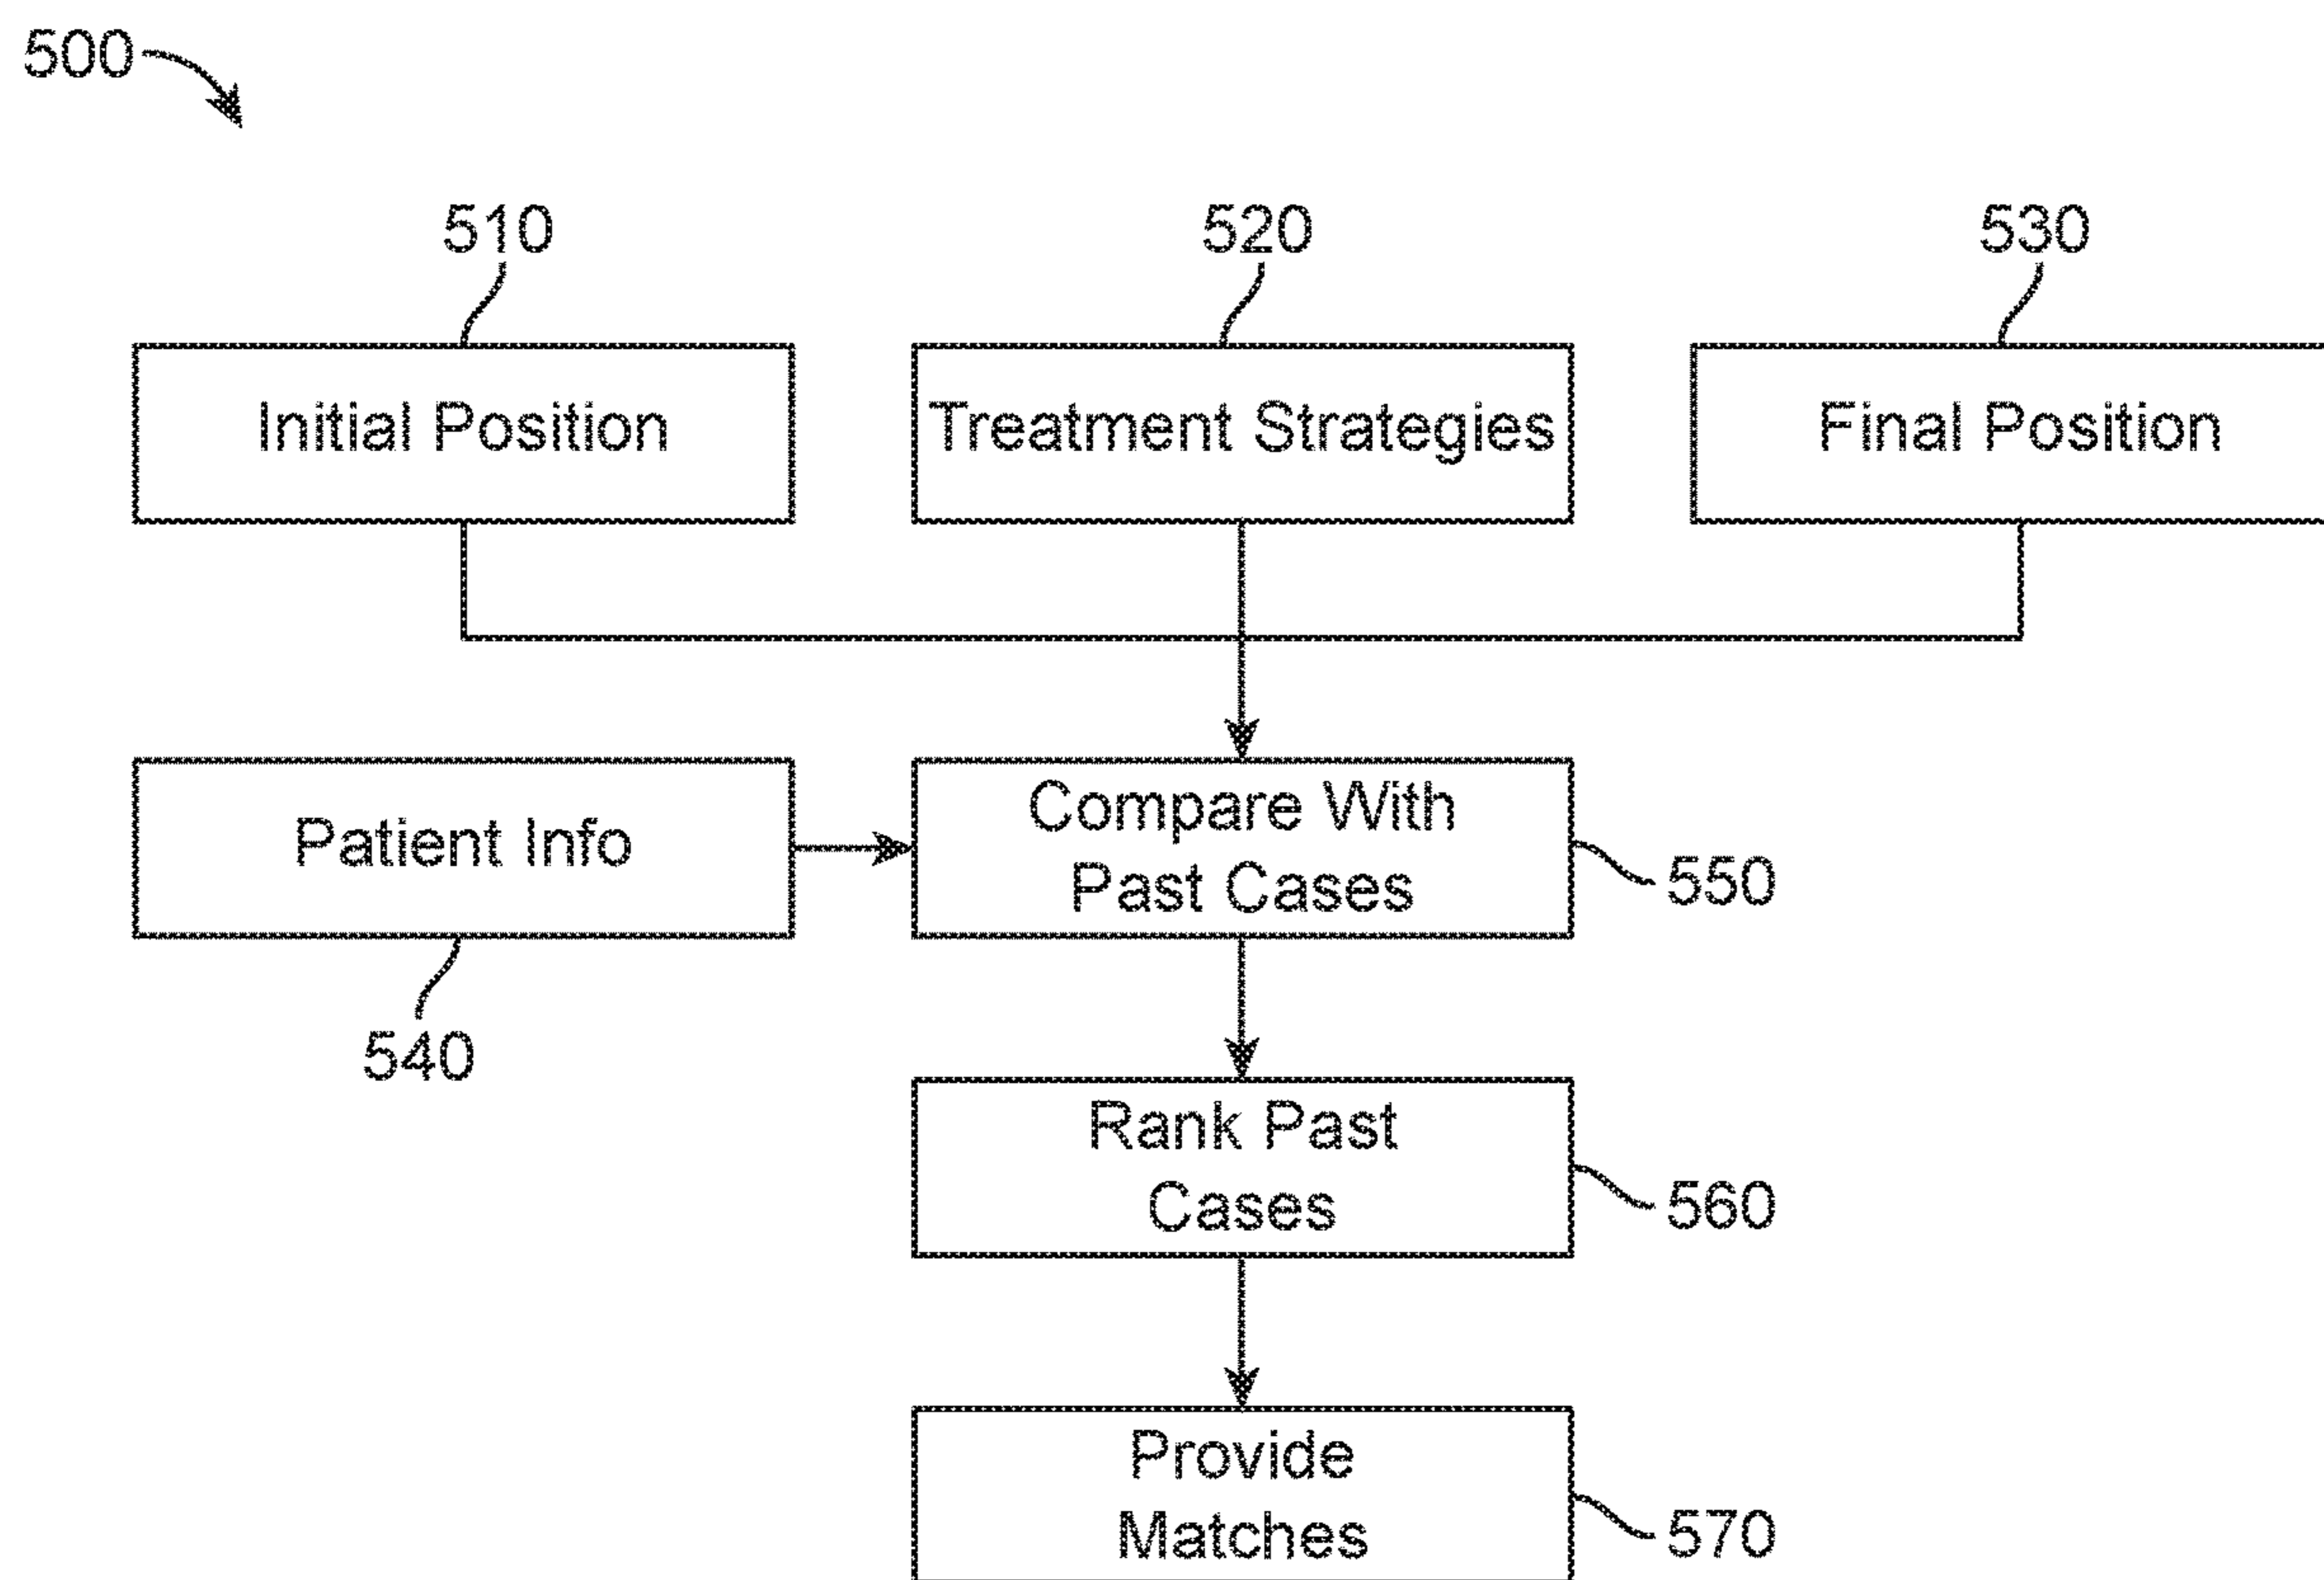 500
510
520
530
Initial Position
Treatment Strategies
Final Position
Patient Info
Compare With
Past Cases
550
540
Rank Past
Cases
560
Provide
Matches
570